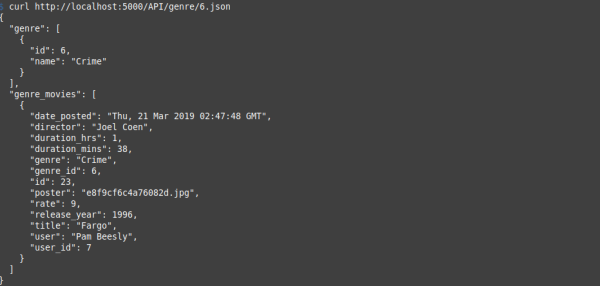 $ curl http://localhost:5000/API/genre/6.json
{
  "genre": [
    {
      "id": 6,
      "name": "Crime"
    }
  ],
  "genre_movies": [
    {
      "date_posted": "Thu, 21 Mar 2019 02:47:48 GMT",
      "director": "Joel Coen",
      "duration_hrs": 1,
      "duration_mins": 38,
      "genre": "Crime",
      "genre_id": 6,
      "id": 23,
      "poster": "e8f9cf6c4a76082d.jpg",
      "rate": 9,
      "release_year": 1996,
      "title": "Fargo",
      "user": "Pam Beesly",
      "user_id": 7
    }
  ]
}